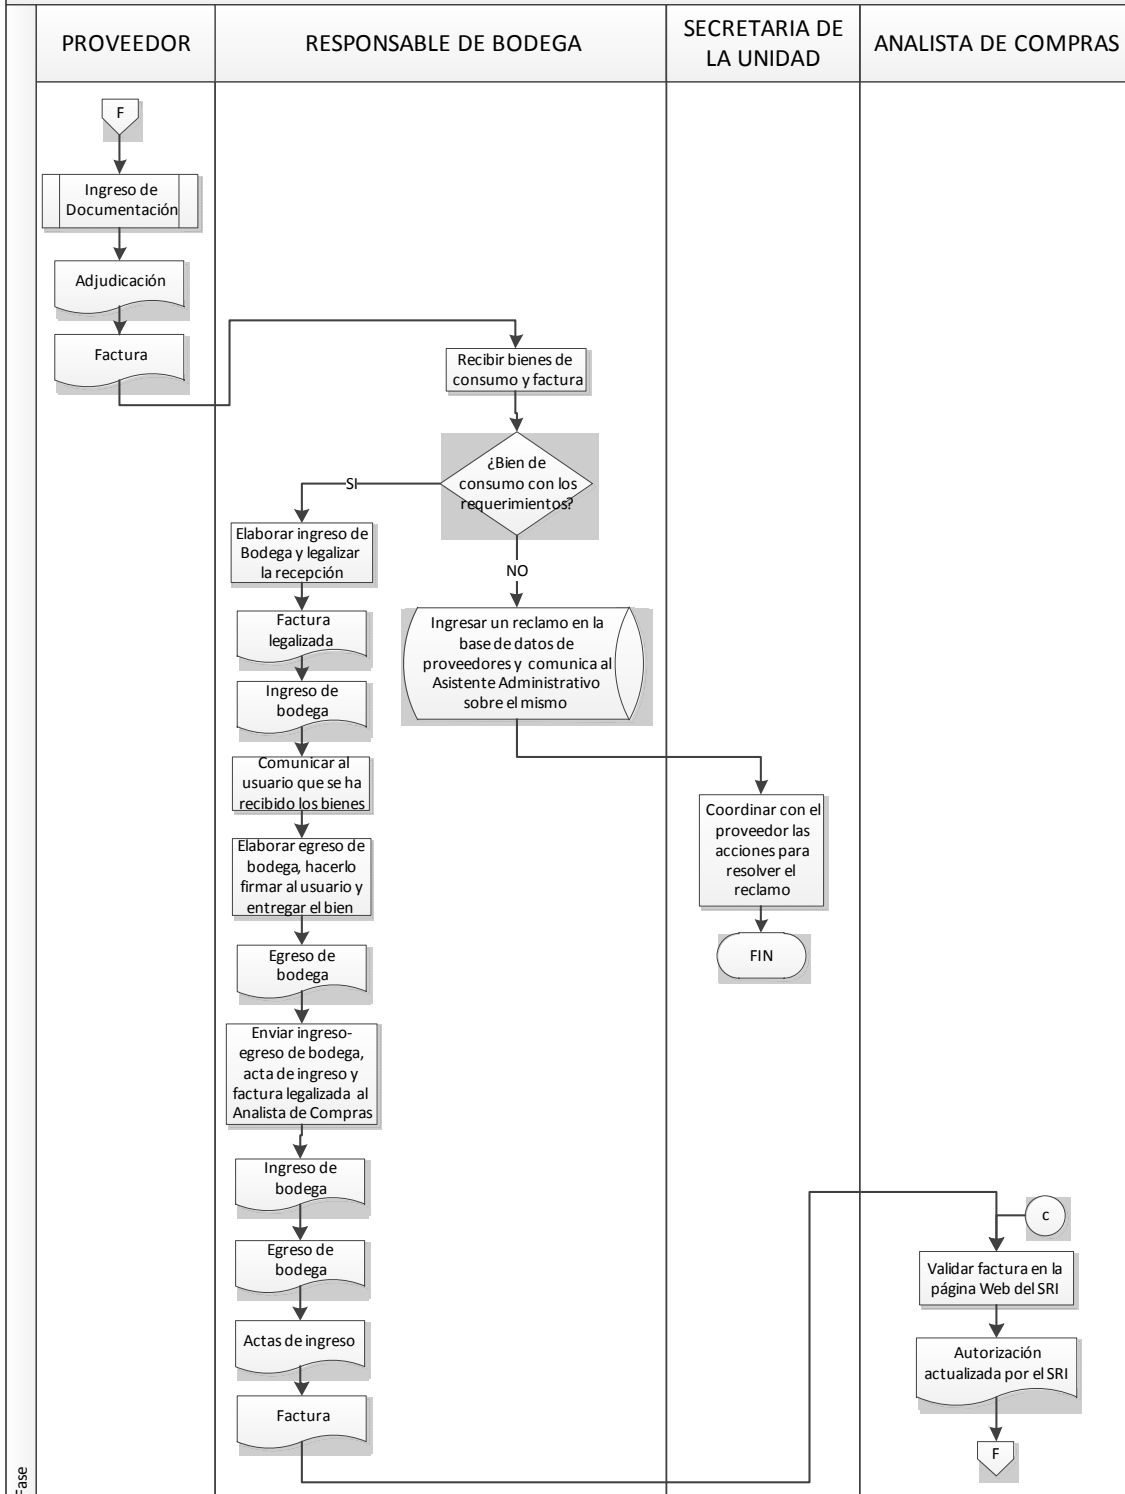 PROVEEDOR
RESPONSABLE DE BODEGA
SECRETARIA DE
LA UNIDAD
ANALISTA DE COMPRAS
F
Ingreso de
Documentación
Adjudicación
Factura
Recibir bienes de
consumo y factura
¿Bien de
consumo con los
requerimientos?
SI
NO
Elaborar ingreso de
Bodega y legalizar
la recepción
Factura
legalizada
Ingreso de
bodega
Comunicar al
usuario que se ha
recibido los bienes
Elaborar egreso de
bodega, hacerlo
firmar al usuario y
entregar el bien
Egreso de
bodega
Enviar ingreso-
egreso de bodega,
acta de ingreso y
factura legalizada al
Analista de Compras
Ingreso de
bodega
Egreso de
bodega
Actas de ingreso
Factura
Ingresar un reclamo en la
base de datos de
proveedores y comunica al
Asistente Administrativo
sobre el mismo
Coordinar con el
proveedor las
acciones para
resolver el
reclamo
FIN
c
Validar factura en la
página Web del SRI
Autorización
actualizada por el SRI
F
Fase